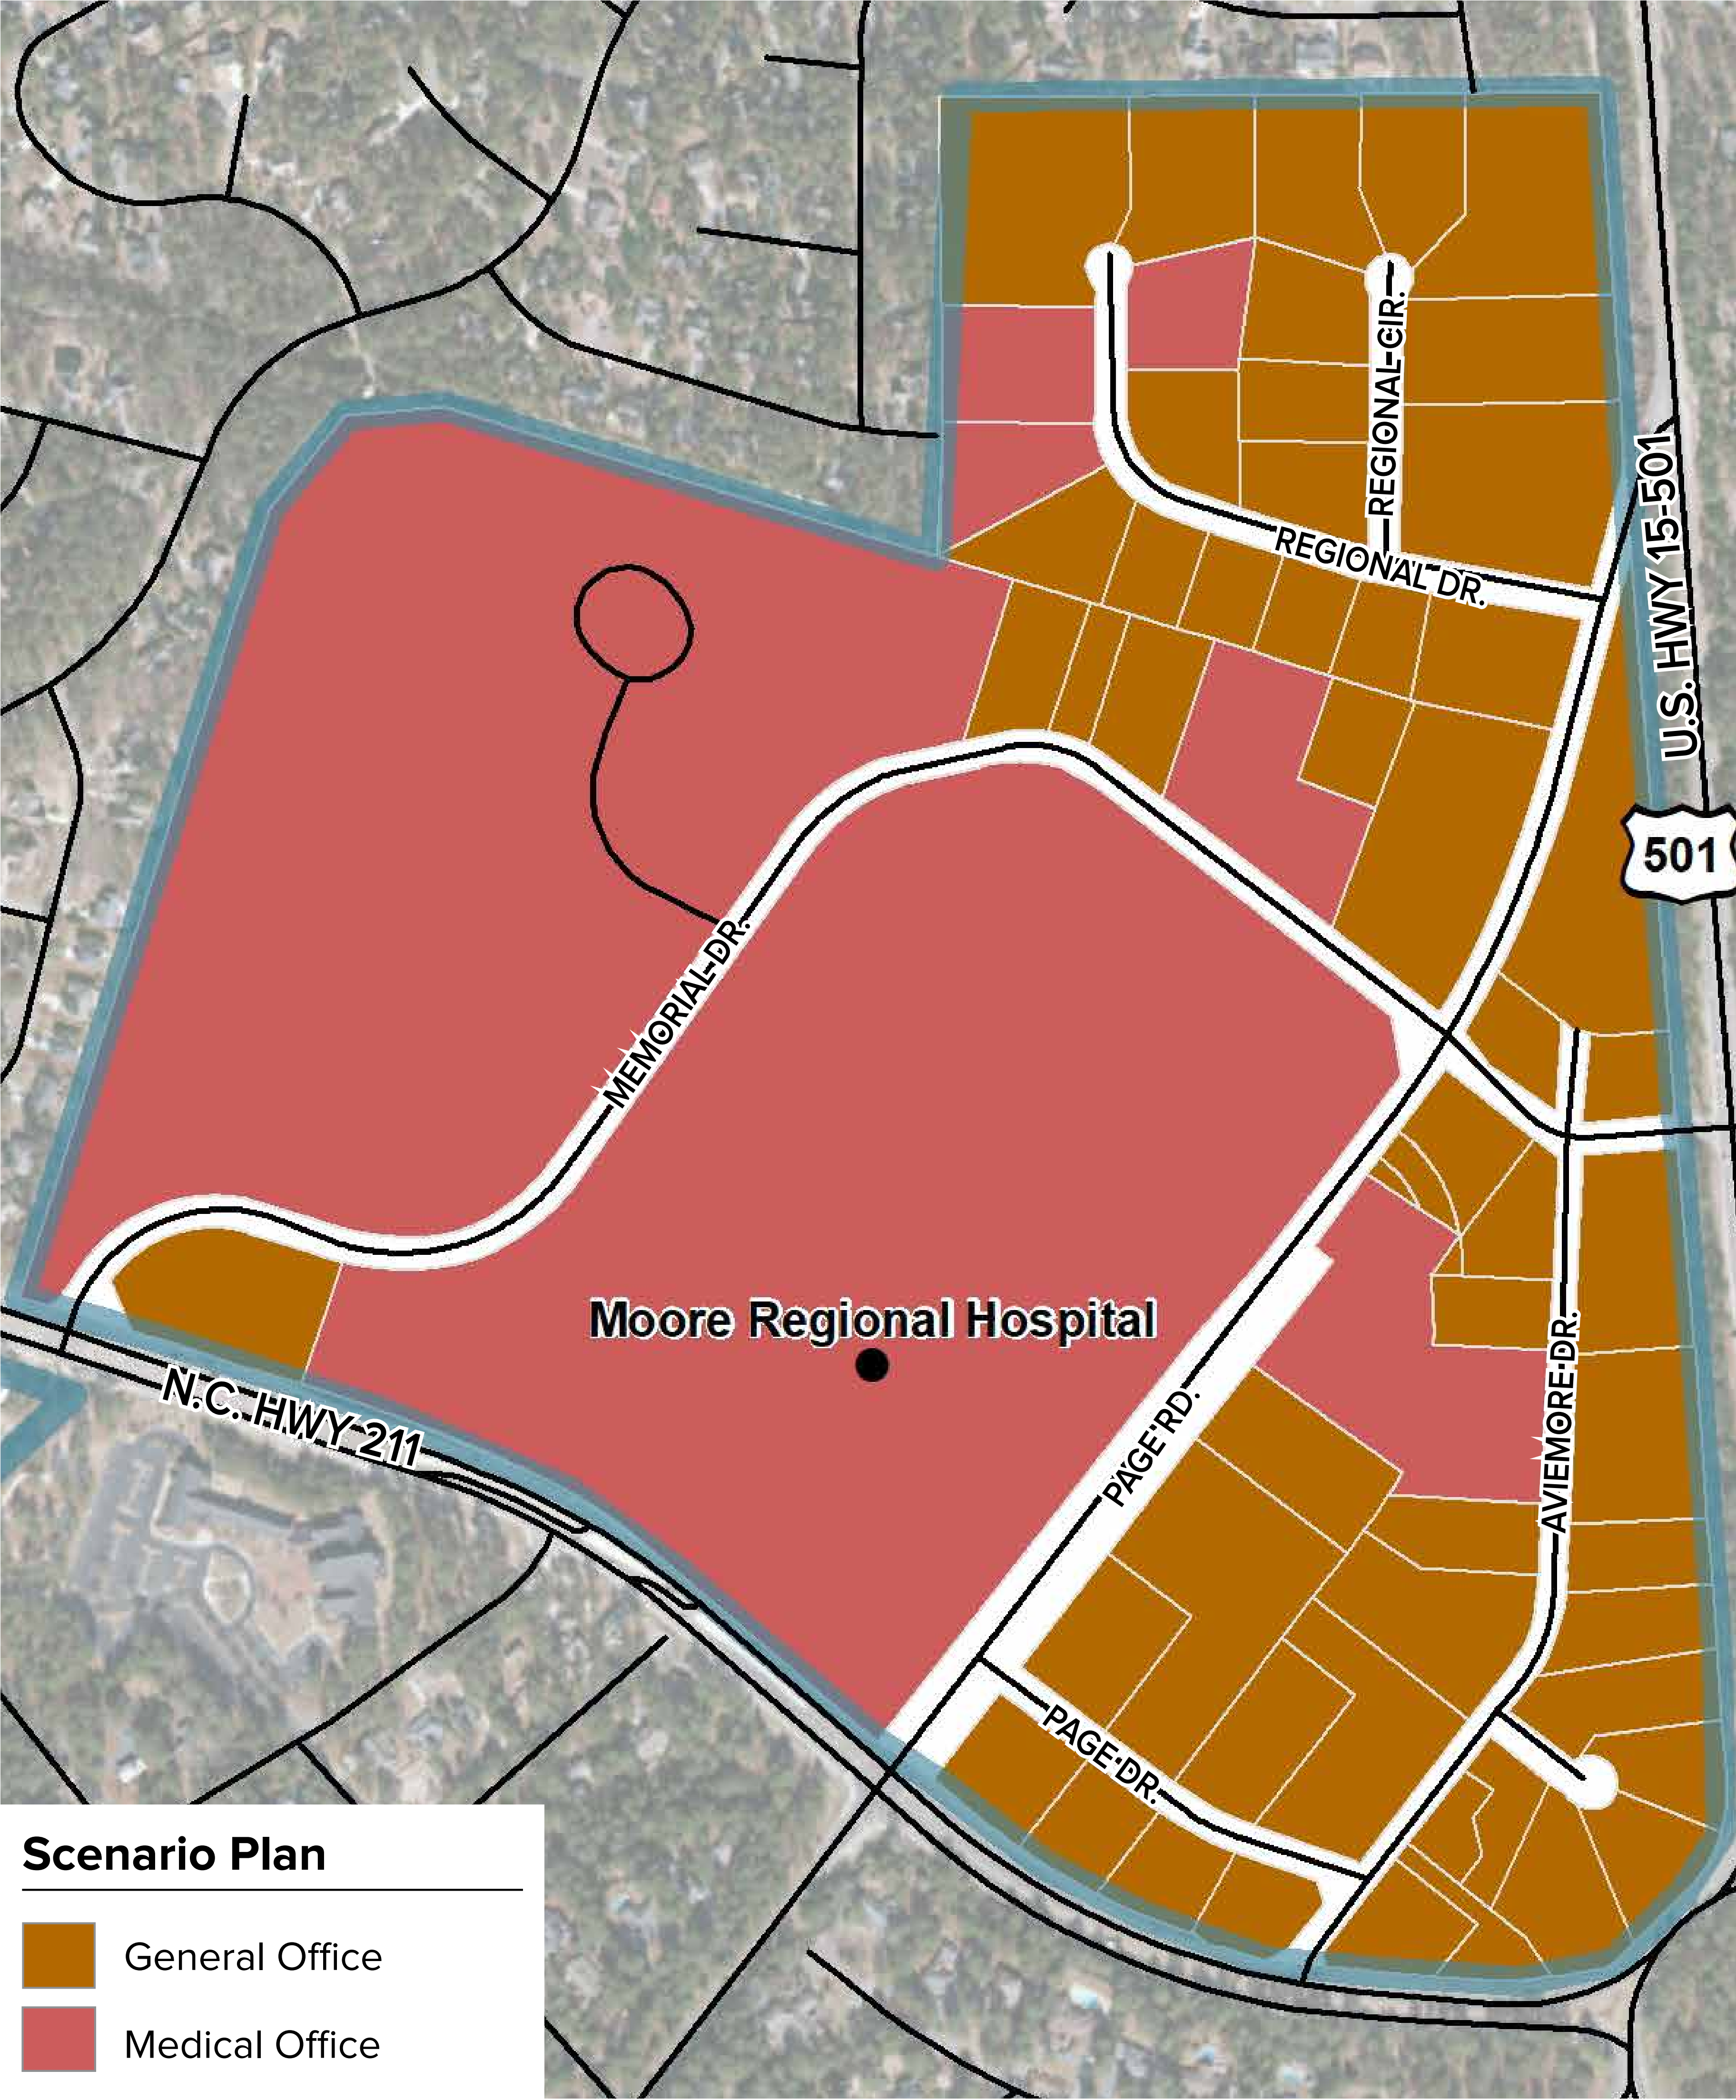 REGIONAL CIR.
REGIONAL DR.
U.S. HWY 15-501
501
MEMORIAL DR.
Moore Regional Hospital
N.C. HWY 211
PAGE RD.
AVIEMORE DR.
PAGE DR.
Scenario Plan
General Office
Medical Office